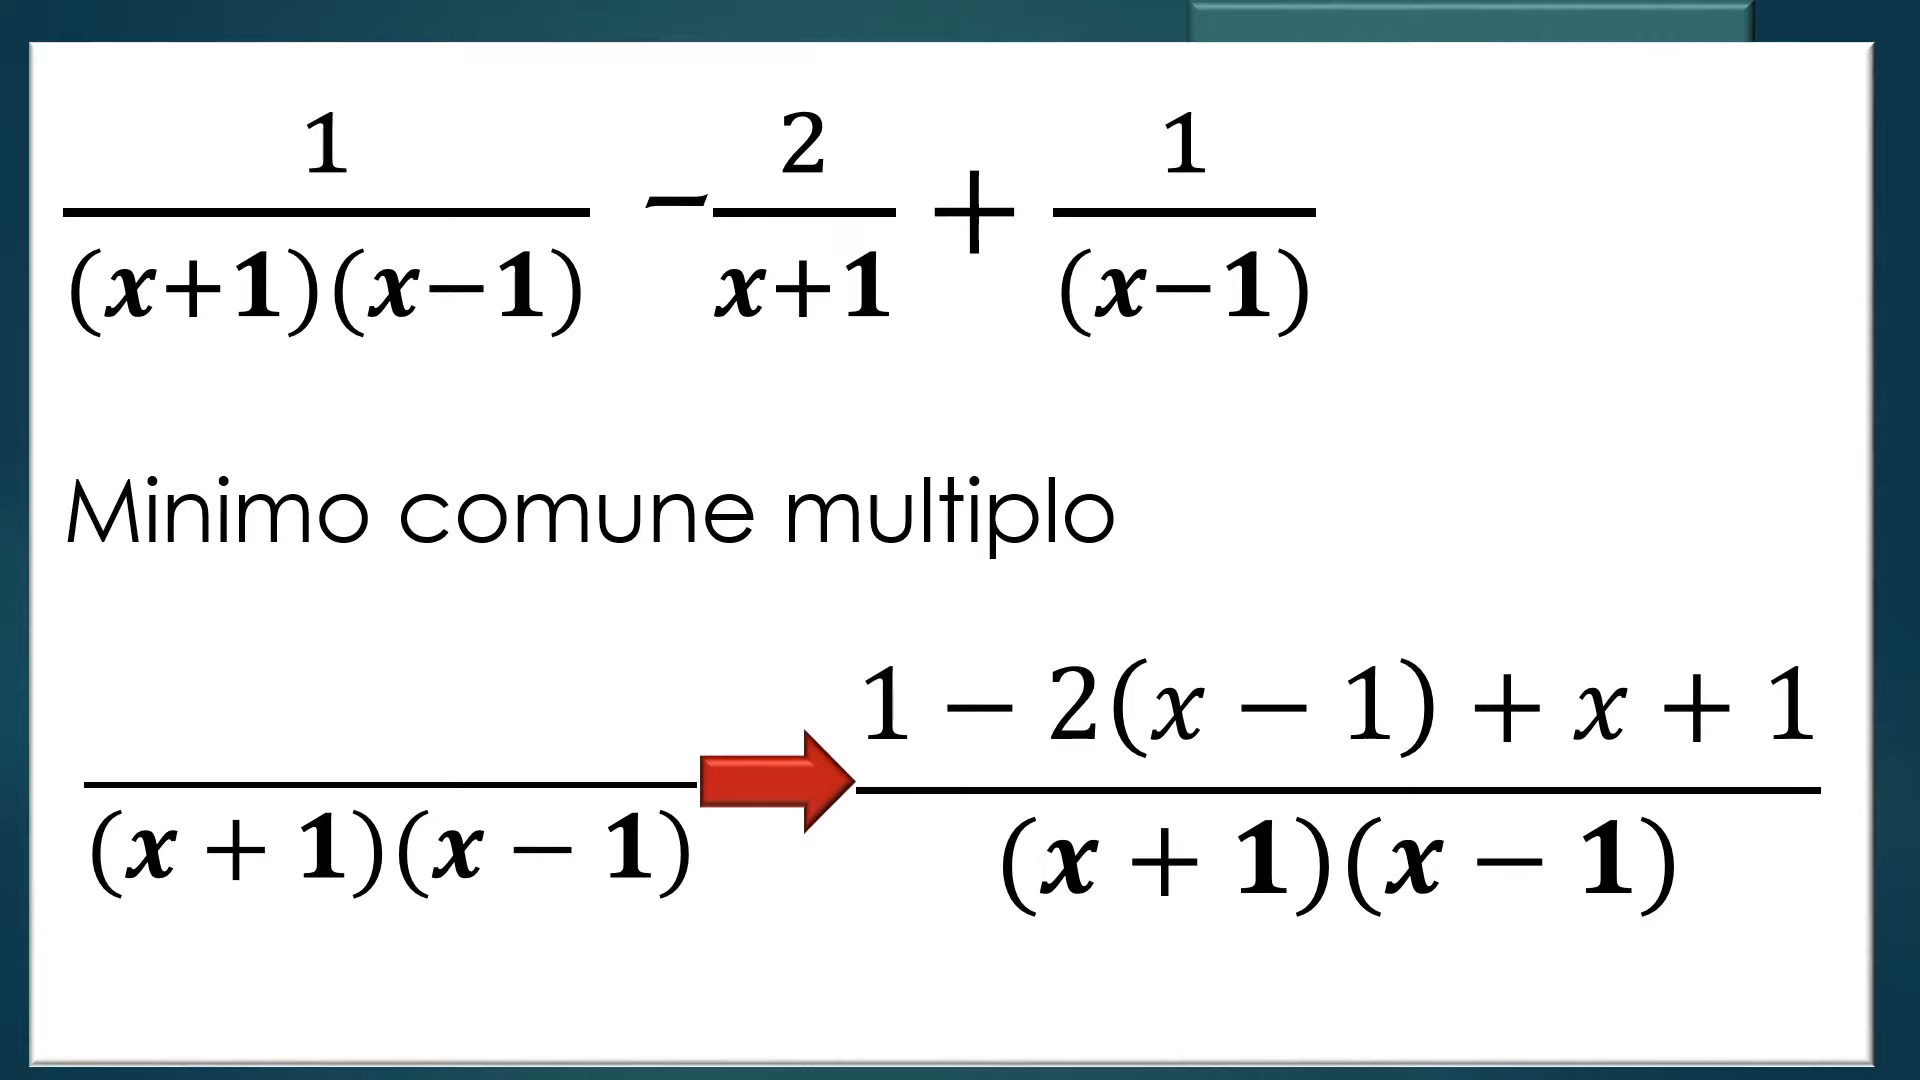 1/((x+1)(x−1)) − 2/(x+1) + 1/((x−1))
Minimo comune multiplo
/((x + 1)(x − 1)) (1 − 2(x − 1) + x + 1)/((x + 1)(x − 1))